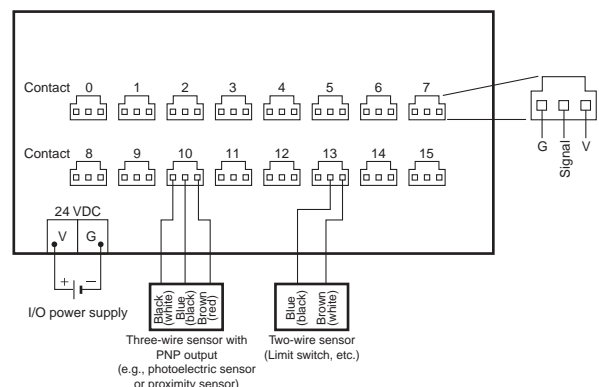 Contact 0 1 2 3 4 5 6 7
G Signal V
Contact 8 9 10 11 12 13 14 15
24 VDC
V G
+ −
I/O power supply
Black (white)
Blue (black)
Brown (red)
Three-wire sensor with
PNP output
(e.g., photoelectric sensor
or proximity sensor)
Blue (black)
Brown (white)
Two-wire sensor
(Limit switch, etc.)